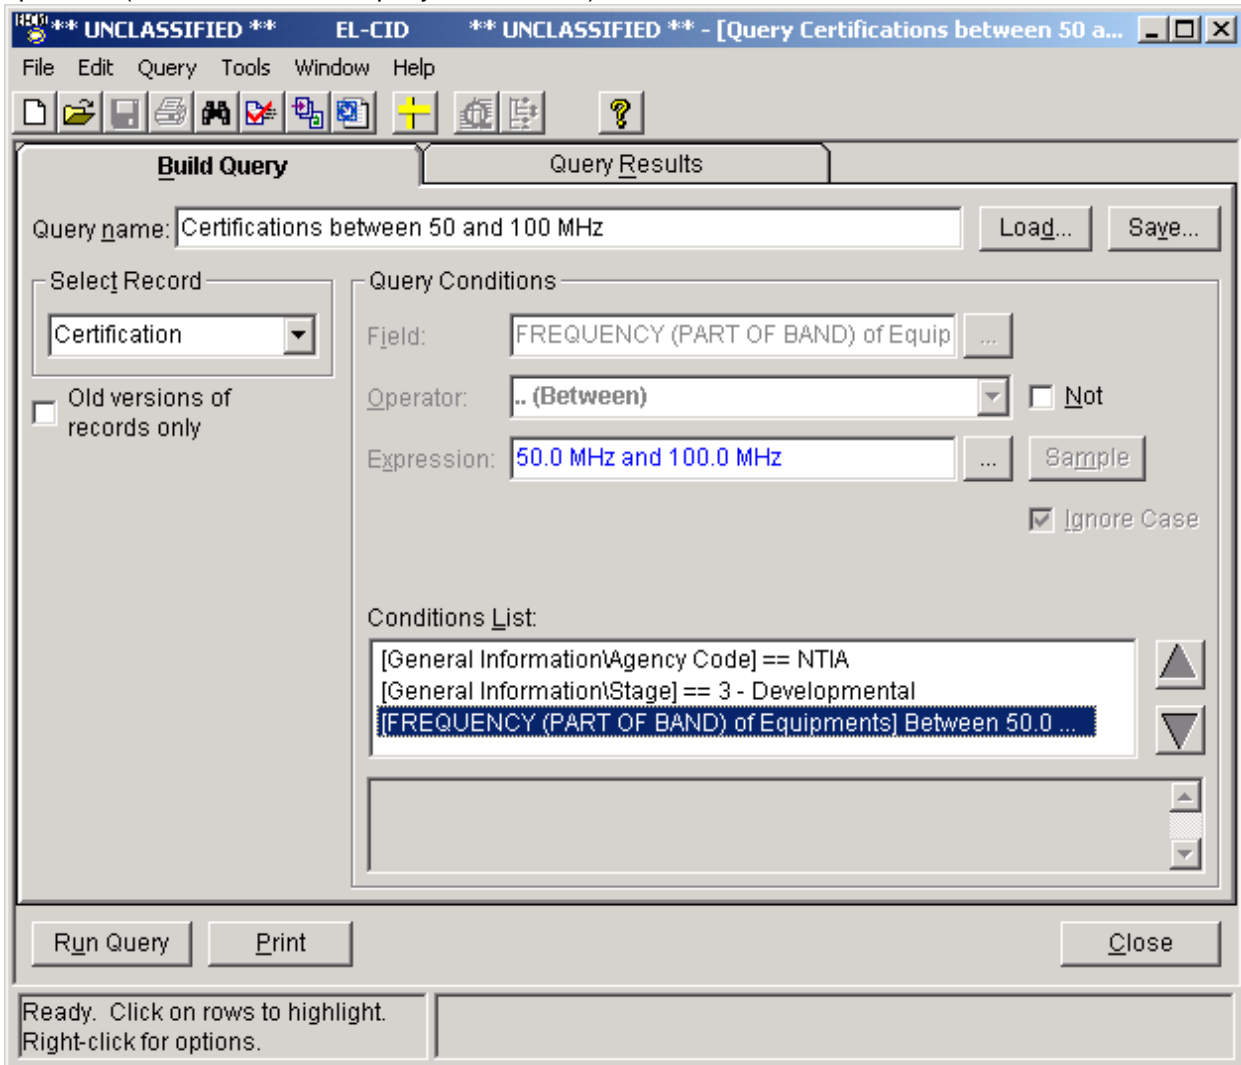 ** UNCLASSIFIED ** EL-CID ** UNCLASSIFIED ** - [Query Certifications between 50 a...
File Edit Query Tools Window Help
Build Query Query Results
Query name: Certifications between 50 and 100 MHz Load... Save...
Select Record Query Conditions
Certification Field: FREQUENCY (PART OF BAND) of Equip ...
Old versions of records only
Operator: .. (Between) Not
Expression: 50.0 MHz and 100.0 MHz ... Sample
Ignore Case
Conditions List:
[General Information\Agency Code] == NTIA
[General Information\Stage] == 3 - Developmental
[FREQUENCY (PART OF BAND) of Equipments] Between 50.0 ...
Run Query Print Close
Ready. Click on rows to highlight.
Right-click for options.